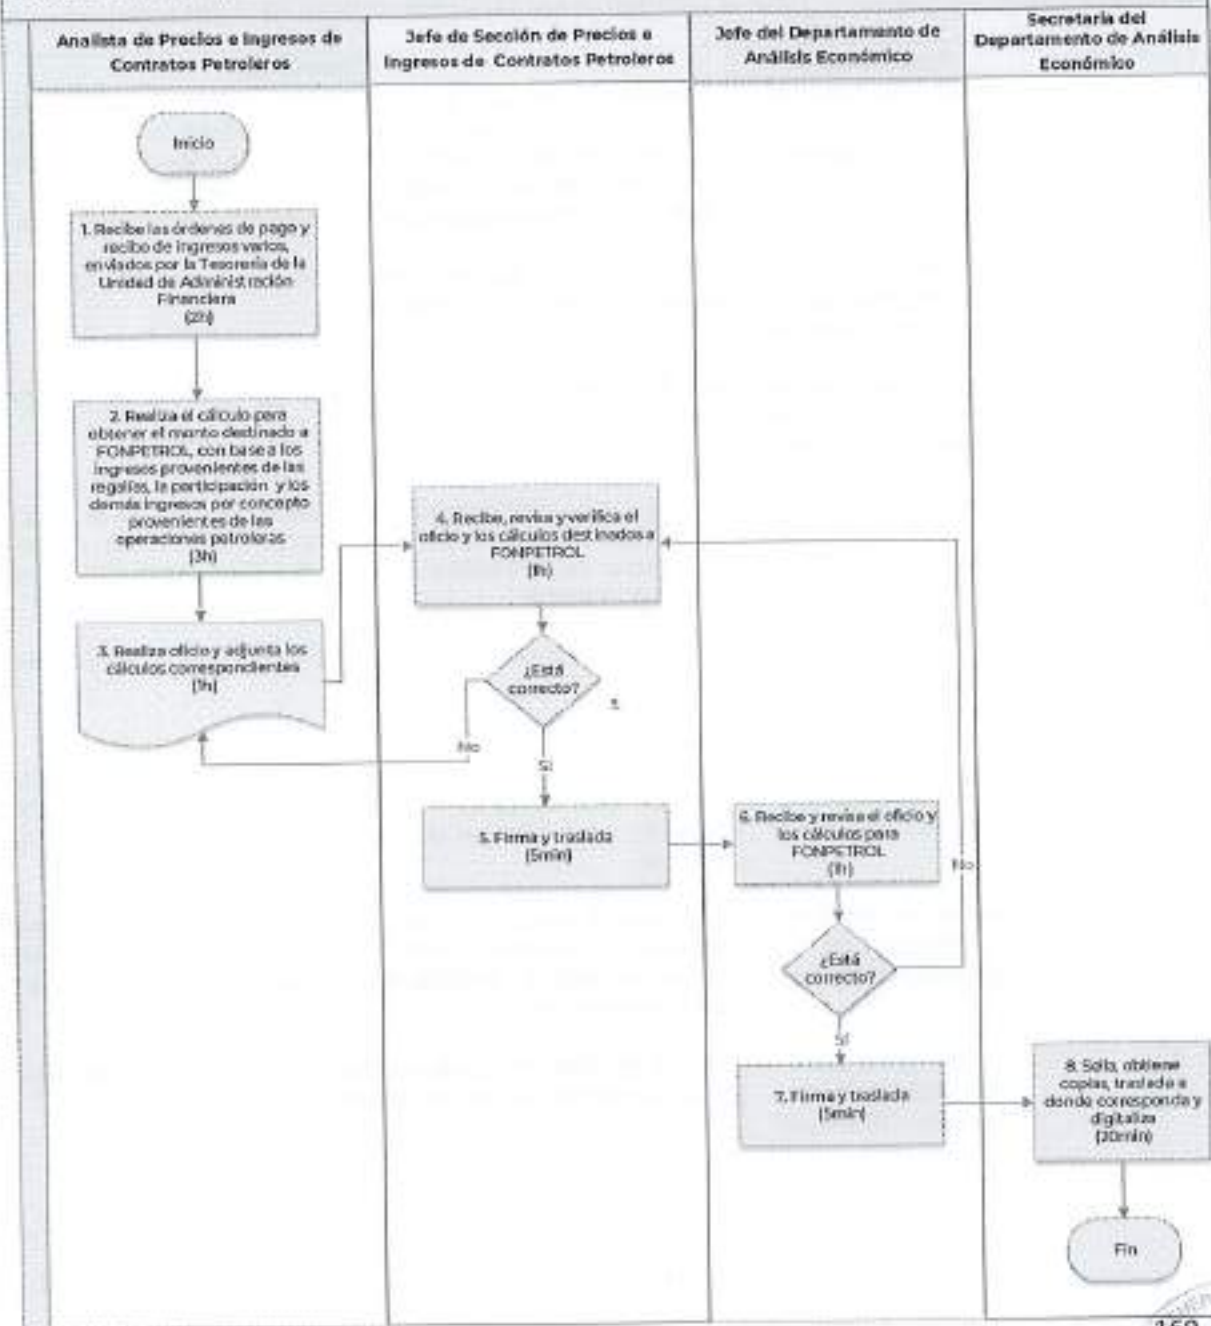 Analista de Precios e Ingresos de
Contratos Petroleros
Jefe de Sección de Precios e
Ingresos de Contratos Petroleros
Jefe del Departamento de
Análisis Económico
Secretaria del
Departamento de Análisis
Económico
Inicio
1. Recibe las órdenes de pago y
recibo de ingresos varios,
enviados por la Tesorería de la
Unidad de Administración
Financiera
(2h)
2. Realiza el cálculo para
obtener el monto destinado a
FONPETROL, con base a los
ingresos provenientes de las
regalías, la participación y los
demás ingresos por concepto
provenientes de las
operaciones petroleras
(3h)
3. Realiza oficio y adjunta los
cálculos correspondientes
(1h)
4. Recibe, revisa y verifica el
oficio y los cálculos destinados a
FONPETROL
(1h)
¿Está
correcto?
No
Sí
5. Firma y traslada
(5min)
6. Recibe y revisa el oficio y
los cálculos para
FONPETROL
(1h)
No
¿Está
correcto?
Sí
7. Firma y traslada
(5min)
8. Sella, obtiene
copias, traslada a
donde corresponda y
digitaliza
(20min)
Fin